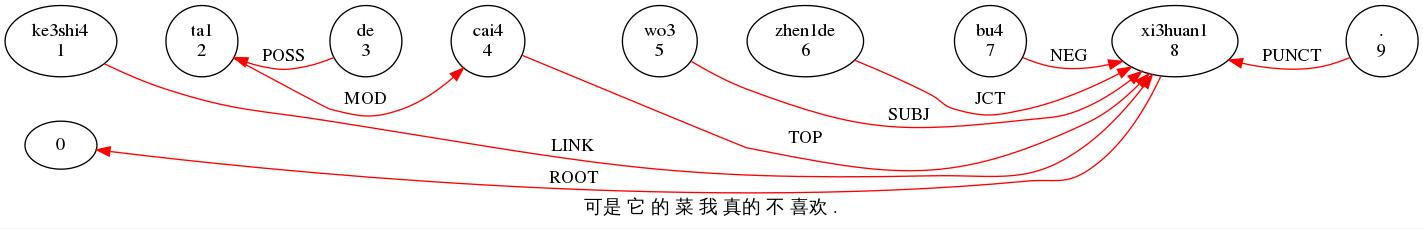 ke3shi4 ta1 de cai4 wo3 zhen1de bu4 xi3huan1 .
1 2 3 4 5 6 7 8 9
POSS NEG PUNCT
MOD JCT
SUBJ
TOP
0 LINK
ROOT
可是 它 的 菜 我 真的 不 喜欢 .